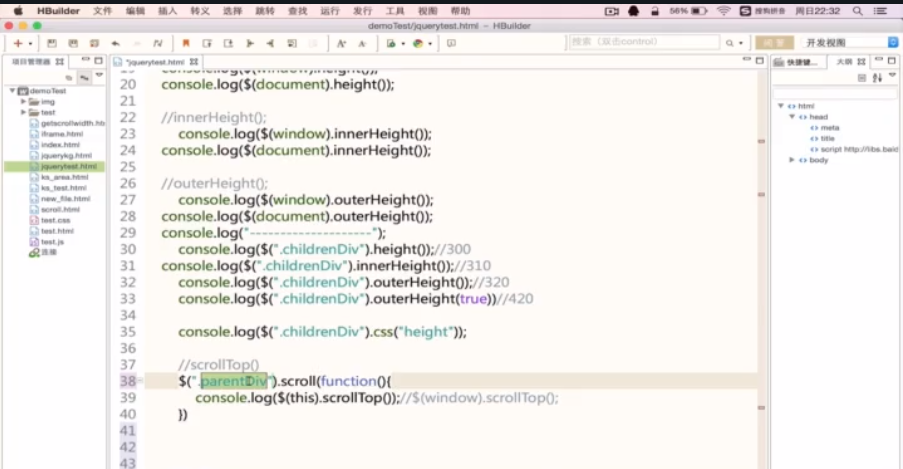 HBuilder 文件 编辑 插入 转义 选择 跳转 查找 运行 发行 工具 视图 帮助 56% 搜狗拼音 周日22:32
demoTest/jquerytest.html - HBuilder
搜索（双击control） 开发视图
项目管理器 *jquerytest.html 快捷键... 大纲
demoTest
img
test
getscrollwidth.htm
iframe.html
index.html
jquerykg.html
jquerytest.html
ks_area.html
ks_test.html
new_file.html
scroll.html
test.css
test.html
test.js
连接
19 console.log($(window).height());
20 console.log($(document).height());
21
22 //innerHeight();
23 console.log($(window).innerHeight());
24 console.log($(document).innerHeight());
25
26 //outerHeight();
27 console.log($(window).outerHeight());
28 console.log($(document).outerHeight());
29 console.log("--------------------");
30 console.log($(".childrenDiv").height());//300
31 console.log($(".childrenDiv").innerHeight());//310
32 console.log($(".childrenDiv").outerHeight());//320
33 console.log($(".childrenDiv").outerHeight(true))//420
34
35 console.log($(".childrenDiv").css("height"));
36
37 //scrollTop()
38 $(".parentDiv").scroll(function(){
39 console.log($(this).scrollTop());//$(window).scrollTop();
40 })
41
42
43
html
head
meta
title
script http://libs.baid
body